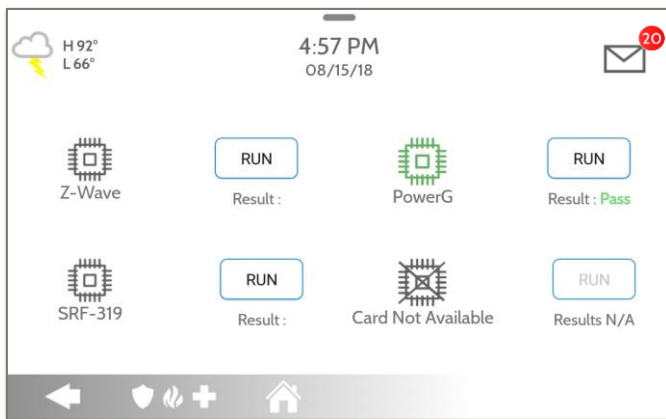 H 92°
L 66°
4:57 PM
08/15/18
20
Z-Wave
RUN
Result :
PowerG
RUN
Result : Pass
SRF-319
RUN
Result :
Card Not Available
RUN
Results N/A